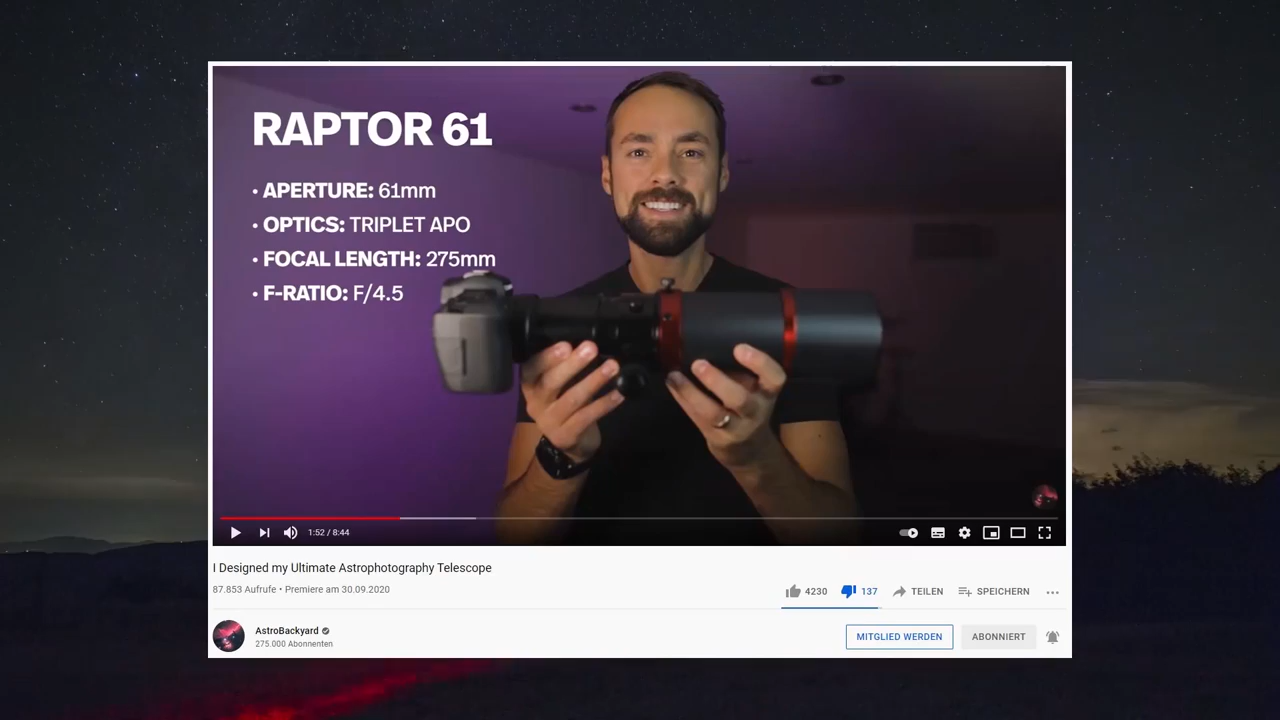 RAPTOR 61
• APERTURE: 61mm
• OPTICS: TRIPLET APO
• FOCAL LENGTH: 275mm
• F-RATIO: F/4.5
1:52 / 8:44
I Designed my Ultimate Astrophotography Telescope
87.853 Aufrufe • Premiere am 30.09.2020
4230
137
TEILEN
SPEICHERN
AstroBackyard
275.000 Abonnenten
MITGLIED WERDEN
ABONNIERT